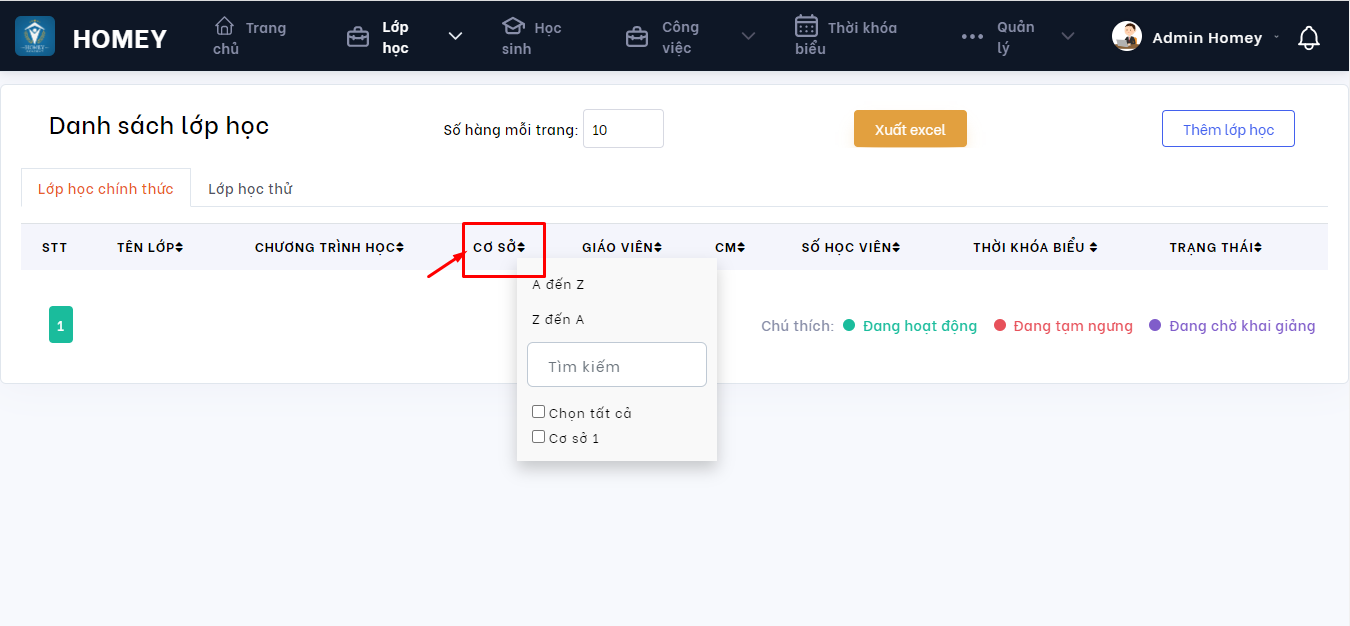 HOMEY
Trang chủ
Lớp học
Học sinh
Công việc
Thời khóa biểu
Quản lý
Admin Homey
Danh sách lớp học
Số hàng mỗi trang: 10
Xuất excel
Thêm lớp học
Lớp học chính thức
Lớp học thử
STT TÊN LỚP CHƯƠNG TRÌNH HỌC CƠ SỞ GIÁO VIÊN CM SỐ HỌC VIÊN THỜI KHÓA BIỂU TRẠNG THÁI
A đến Z
Z đến A
Tìm kiếm
Chọn tất cả
Cơ sở 1
1
Chú thích: Đang hoạt động Đang tạm ngưng Đang chờ khai giảng